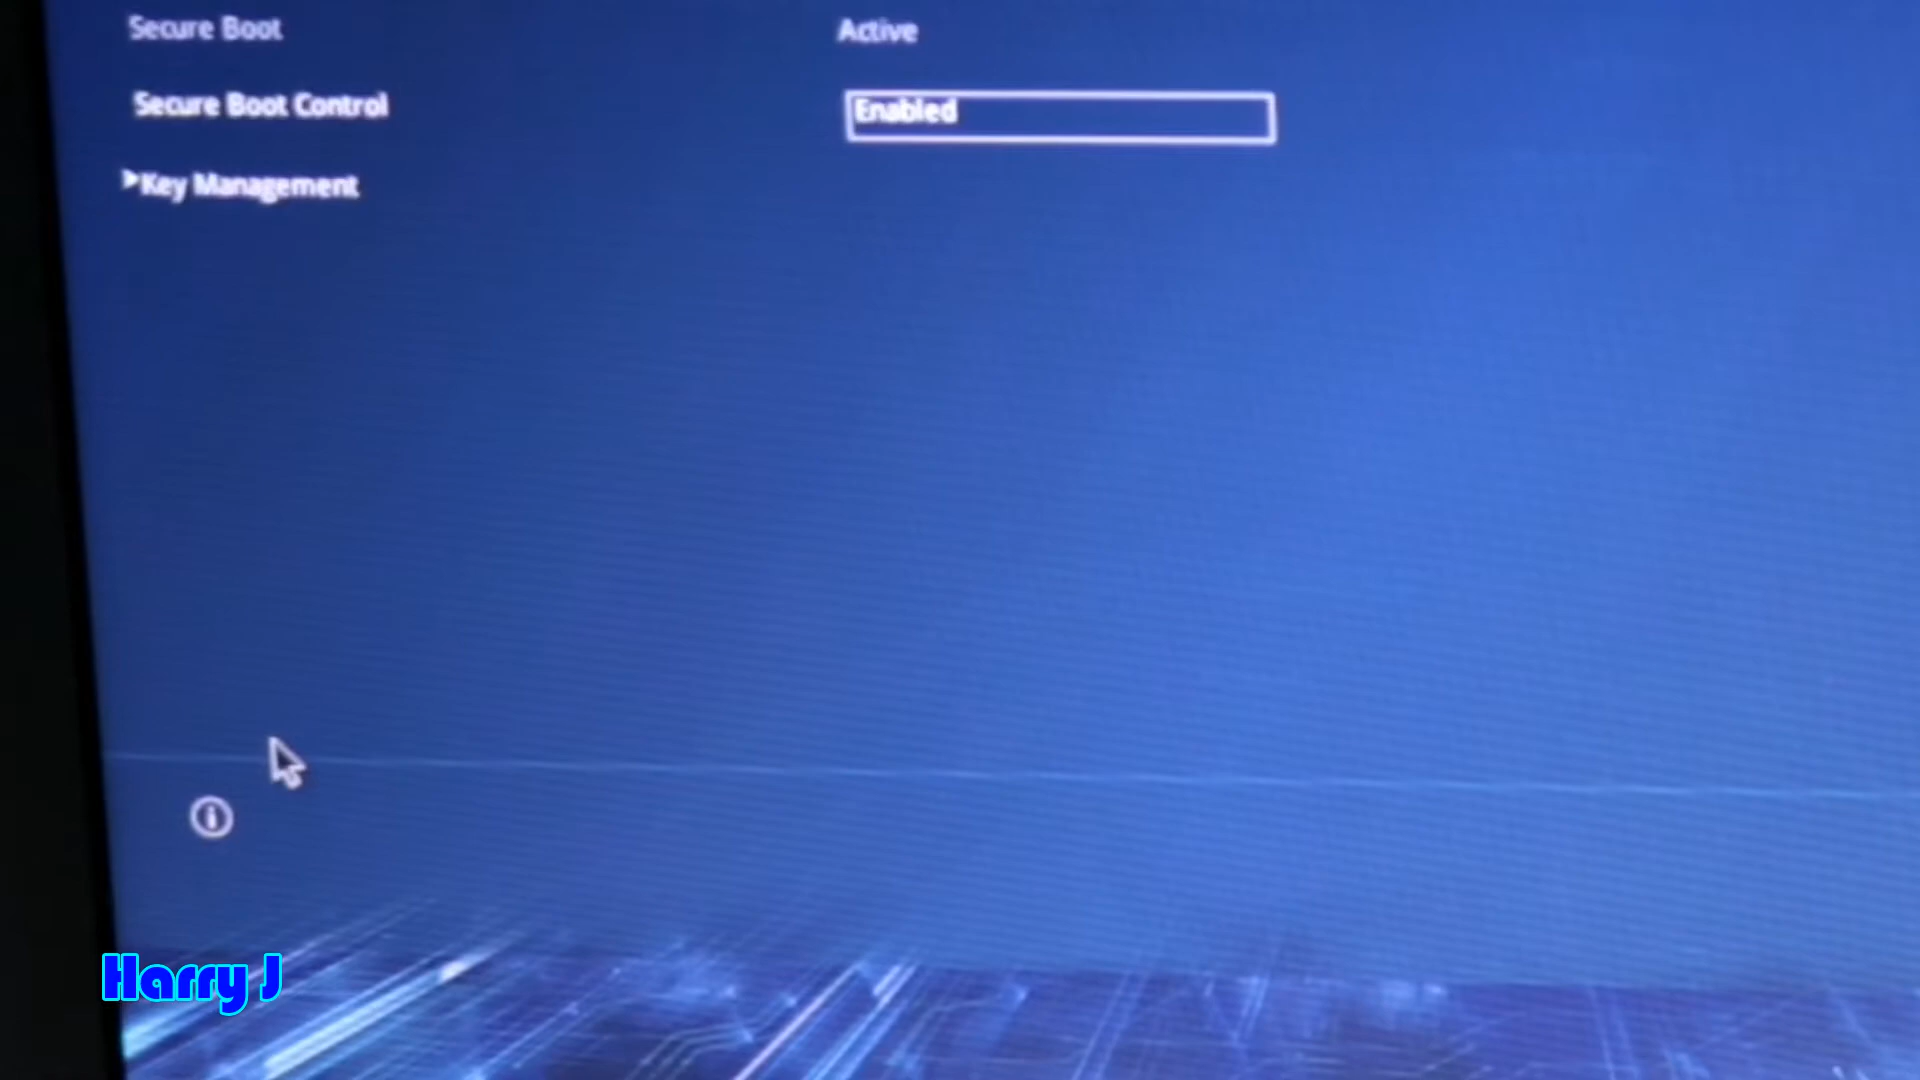 Secure Boot Active
Secure Boot Control Enabled
Key Management
Harry J